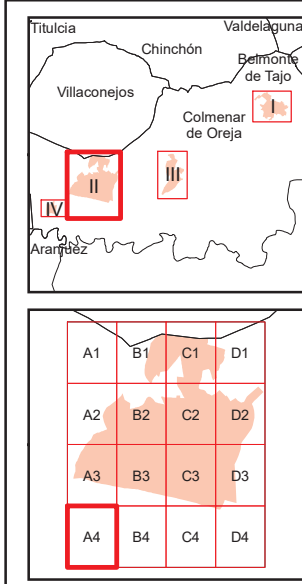 Titulcia
Valdelaguna
Chinchón
Belmonte
de Tajo
Villaconejos
I
Colmenar
de Oreja
II
III
IV
Aranjuez
A1 B1 C1 D1
A2 B2 C2 D2
A3 B3 C3 D3
A4 B4 C4 D4